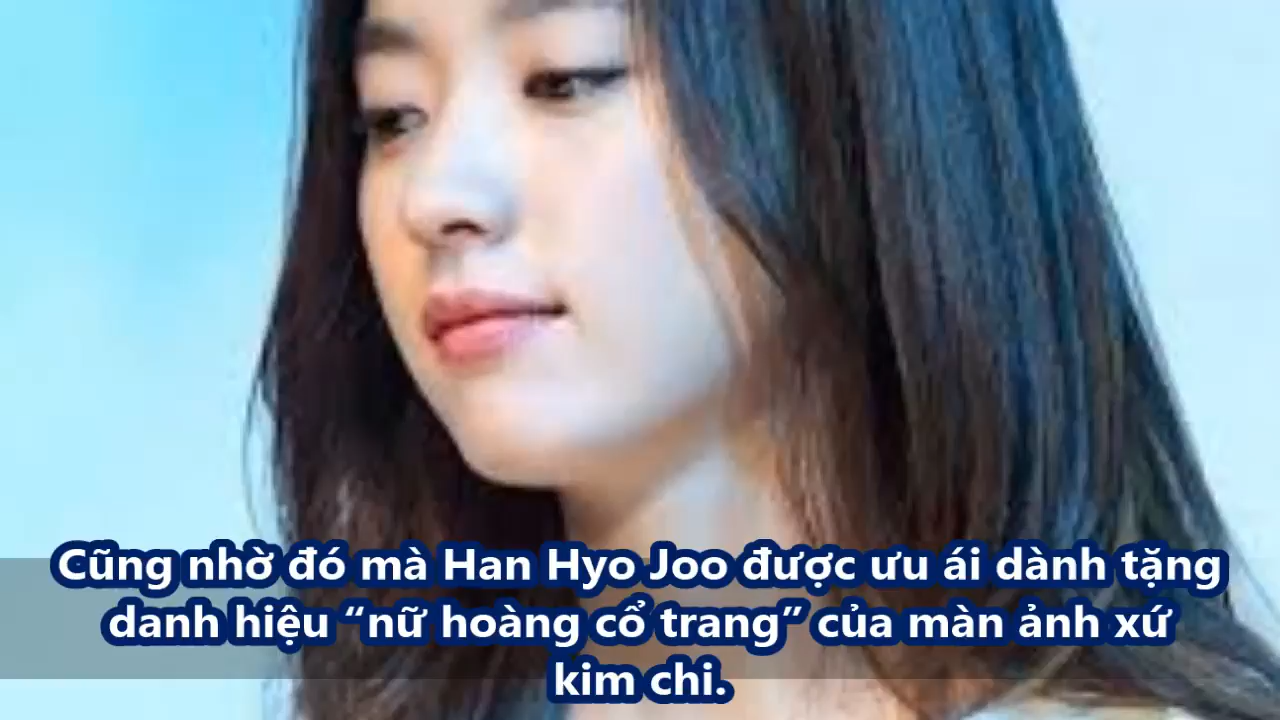 Cũng nhờ đó mà Han Hyo Joo được ưu ái dành tặng
danh hiệu “nữ hoàng cổ trang” của màn ảnh xứ
kim chi.